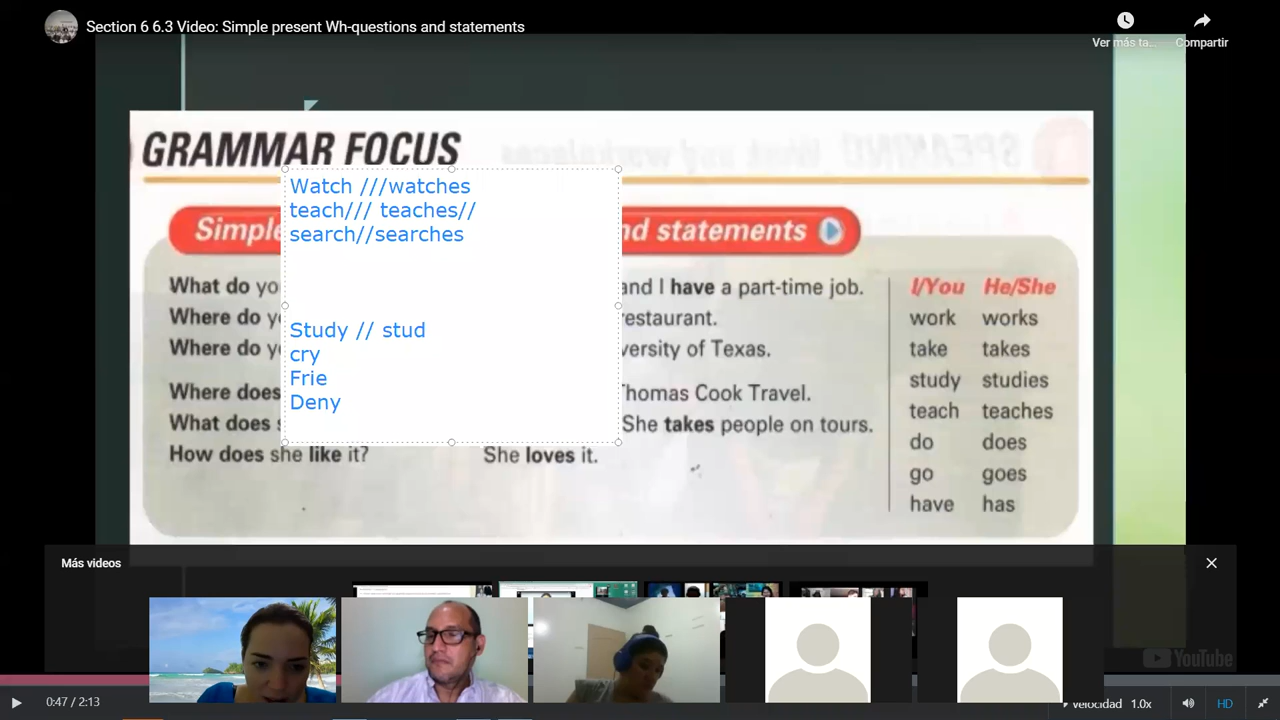 Section 6 6.3 Video: Simple present Wh-questions and statements
Ver más ta...
Compartir
GRAMMAR FOCUS
Watch ///watches
teach/// teaches//
search//searches
Study // stud
cry
Frie
Deny
nd statements
What do
and I have a part-time job.
Where do
restaurant.
Where do
versity of Texas.
Where does
Thomas Cook Travel.
What does
She takes people on tours.
How does she like it?
She loves it.
I/You He/She
work works
take takes
study studies
teach teaches
do does
go goes
have has
Más videos
YouTube
0:47 / 2:13
Velocidad 1.0x
HD